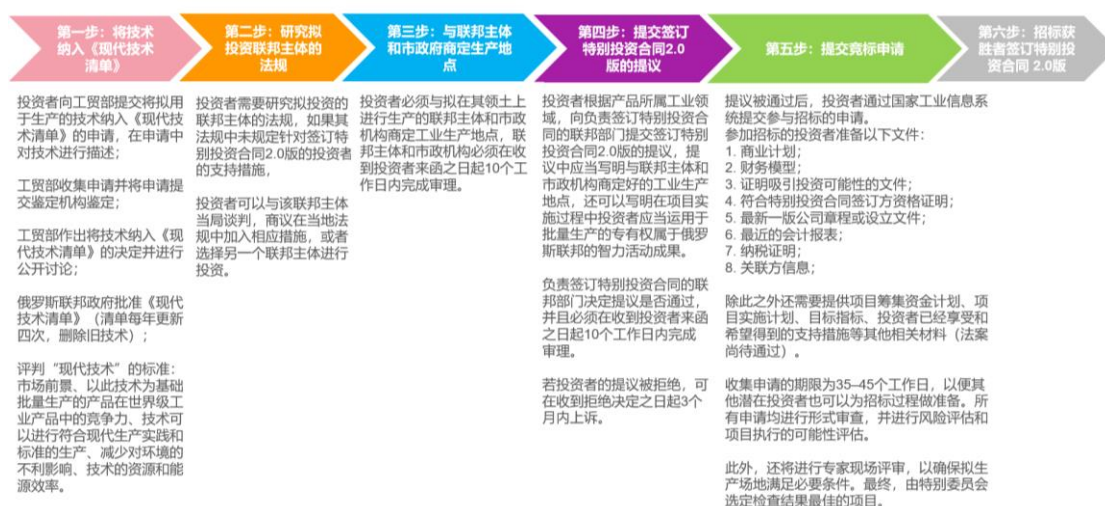 第一步：将技术
纳入《现代技术
清单》
投资者向工贸部提交将拟用
于生产的技术纳入《现代技
术清单》的申请，在申请中
对技术进行描述；
工贸部收集申请并将申请提
交鉴定机构鉴定；
工贸部作出将技术纳入《现
代技术清单》的决定并进行
公开讨论；
俄罗斯联邦政府批准《现代
技术清单》（清单每年更新
四次，删除旧技术）；
评判“现代技术”的标准：
市场前景、以此技术为基础
批量生产的产品在世界级工
业产品中的竞争力、技术可
以进行符合现代生产实践和
标准的生产、减少对环境的
不利影响、技术的资源和能
源效率。
第二步：研究拟
投资联邦主体的
法规
投资者需要研究拟投资的
联邦主体的法规，如果其
法规中未规定针对签订特
别投资合同2.0版的投资者
的支持措施，
投资者可以与该联邦主体
当局谈判，商议在当地法
规中加入相应措施，或者
选择另一个联邦主体进行
投资。
第三步：与联邦主体
和市政府商定生产地
点
投资者必须与拟在其领土上
进行生产的联邦主体和市政
机构商定工业生产地点，联
邦主体和市政机构必须在收
到投资者来函之日起10个工
作日内完成审理。
第四步：提交签订
特别投资合同2.0
版的提议
投资者根据产品所属工业领
域，向负责签订特别投资合
同的联邦部门提交签订特别
投资合同2.0版的提议，提
议中应当写明与联邦主体和
市政机构商定好的工业生产
地点，还可以写明在项目实
施过程中投资者应当运用于
批量生产的专有权属于俄罗
斯联邦的智力活动成果。
负责签订特别投资合同的联
邦部门决定提议是否通过，
并且必须在收到投资者来函
之日起10个工作日内完成
审理。
若投资者的提议被拒绝，可
在收到拒绝决定之日起3个
月内上诉。
第五步：提交竞标申请
提议被通过后，投资者通过国家工业信息系
统提交参与招标的申请。
参加招标的投资者准备以下文件：
1. 商业计划；
2. 财务模型；
3. 证明吸引投资可能性的文件；
4. 符合特别投资合同签订方资格证明；
5. 最新一版公司章程或设立文件；
6. 最近的会计报表；
7. 纳税证明；
8. 关联方信息；
除此之外还需要提供项目筹集资金计划、项
目实施计划、目标指标、投资者已经享受和
希望得到的支持措施等其他相关材料（法案
尚待通过）。
收集申请的期限为35–45个工作日，以便其
他潜在投资者也可以为招标过程做准备。所
有申请均进行形式审查，并进行风险评估和
项目执行的可能性评估。
此外，还将进行专家现场评审，以确保拟生
产场地满足必要条件。最终，由特别委员会
选定检查结果最佳的项目。
第六步：招标获
胜者签订特别投
资合同 2.0版